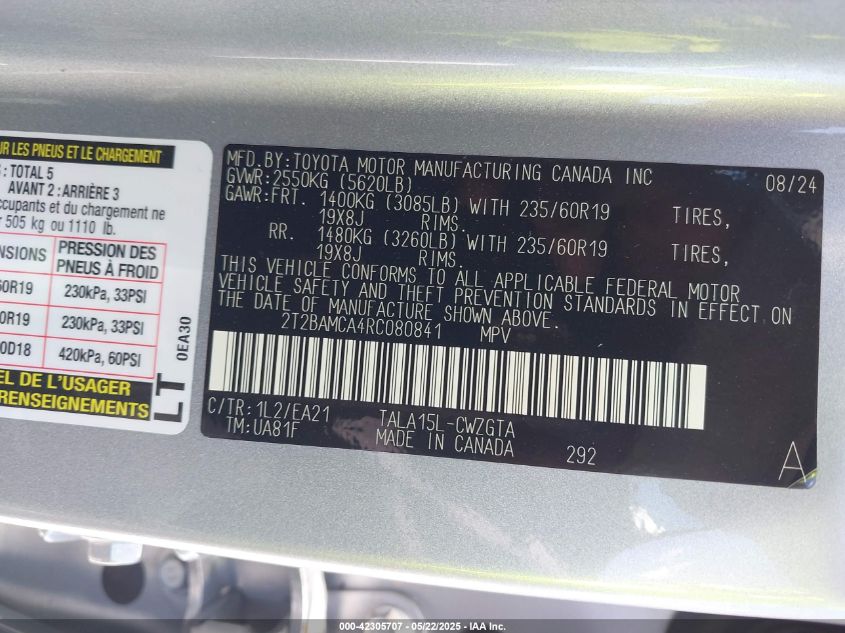 UR LES PNEUS ET LE CHARGEMENT
: TOTAL 5
AVANT 2 : ARRIÈRE 3
ccupants et du chargement ne
r 505 kg ou 1110 lb.
NSIONS PRESSION DES PNEUS À FROID
60R19 230kPa, 33PSI
0R19 230kPa, 33PSI
0D18 420kPa, 60PSI
EL DE L'USAGER
RENSEIGNEMENTS
LT 0EA30
MFD.BY:TOYOTA MOTOR MANUFACTURING CANADA INC 08/24
GVWR:2550KG (5620LB)
GAWR:FRT. 1400KG (3085LB) WITH 235/60R19 TIRES,
19X8J RIMS.
RR. 1480KG (3260LB) WITH 235/60R19 TIRES,
19X8J RIMS.
THIS VEHICLE CONFORMS TO ALL APPLICABLE FEDERAL MOTOR
VEHICLE SAFETY AND THEFT PREVENTION STANDARDS IN EFFECT ON
THE DATE OF MANUFACTURE SHOWN ABOVE.
2T2BAMCA4RC080841 MPV
C/TR:1L2/EA21 TALA15L-CWZGTA
TM:UA81F MADE IN CANADA 292 A
000-42305707 - 05/22/2025 - IAA Inc.